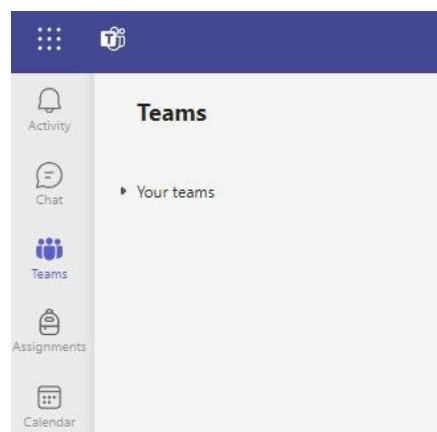 Activity
Teams
Chat
Your teams
Teams
Assignments
Calendar